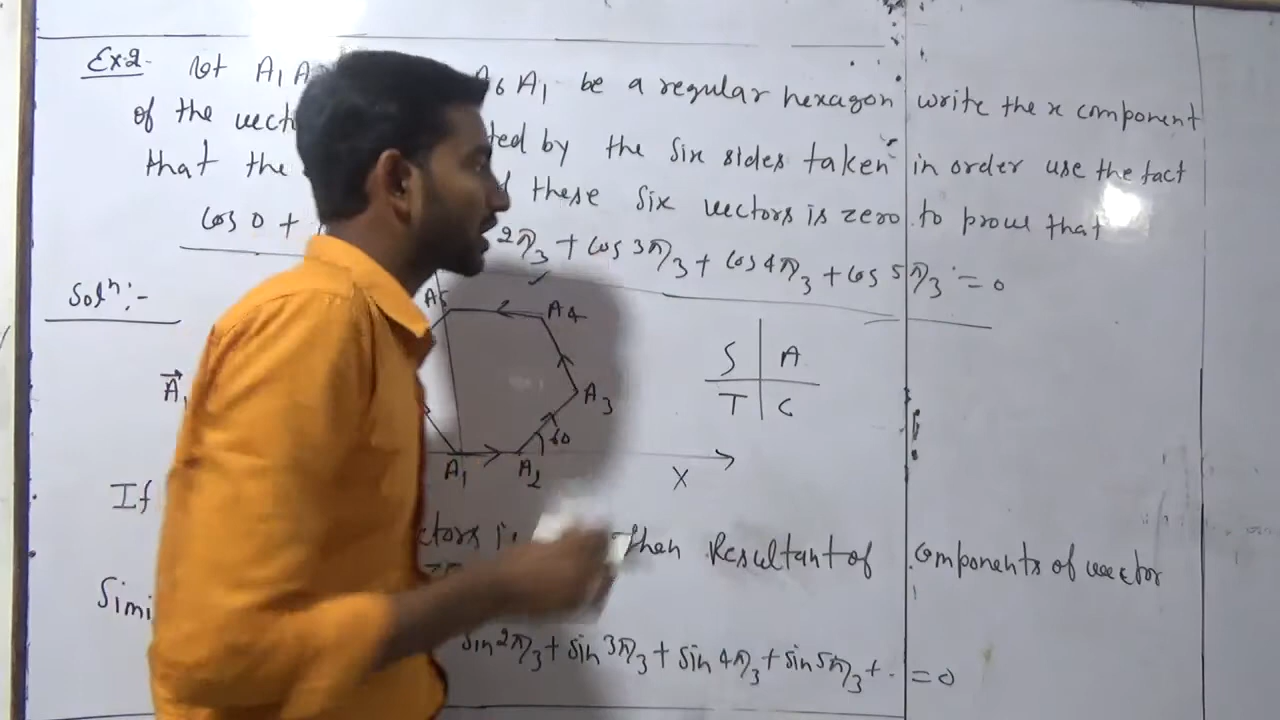 Ex.2. let A1 A A6 A1 be a regular hexagon write the x component
of the vect ted by the six sides taken in order use the fact
that the these six vectors is zero to prove that
cos 0 + 2π/3 + cos 3π/3 + cos 4π/3 + cos 5π/3 = 0
Solⁿ:-
A5 A4
S A
T C
A3
60
A1 A2
X
If ctors i Then Resultant of components of vector
Simi
sin 2π/3 + sin 3π/3 + sin 4π/3 + sin 5π/3 + . = 0